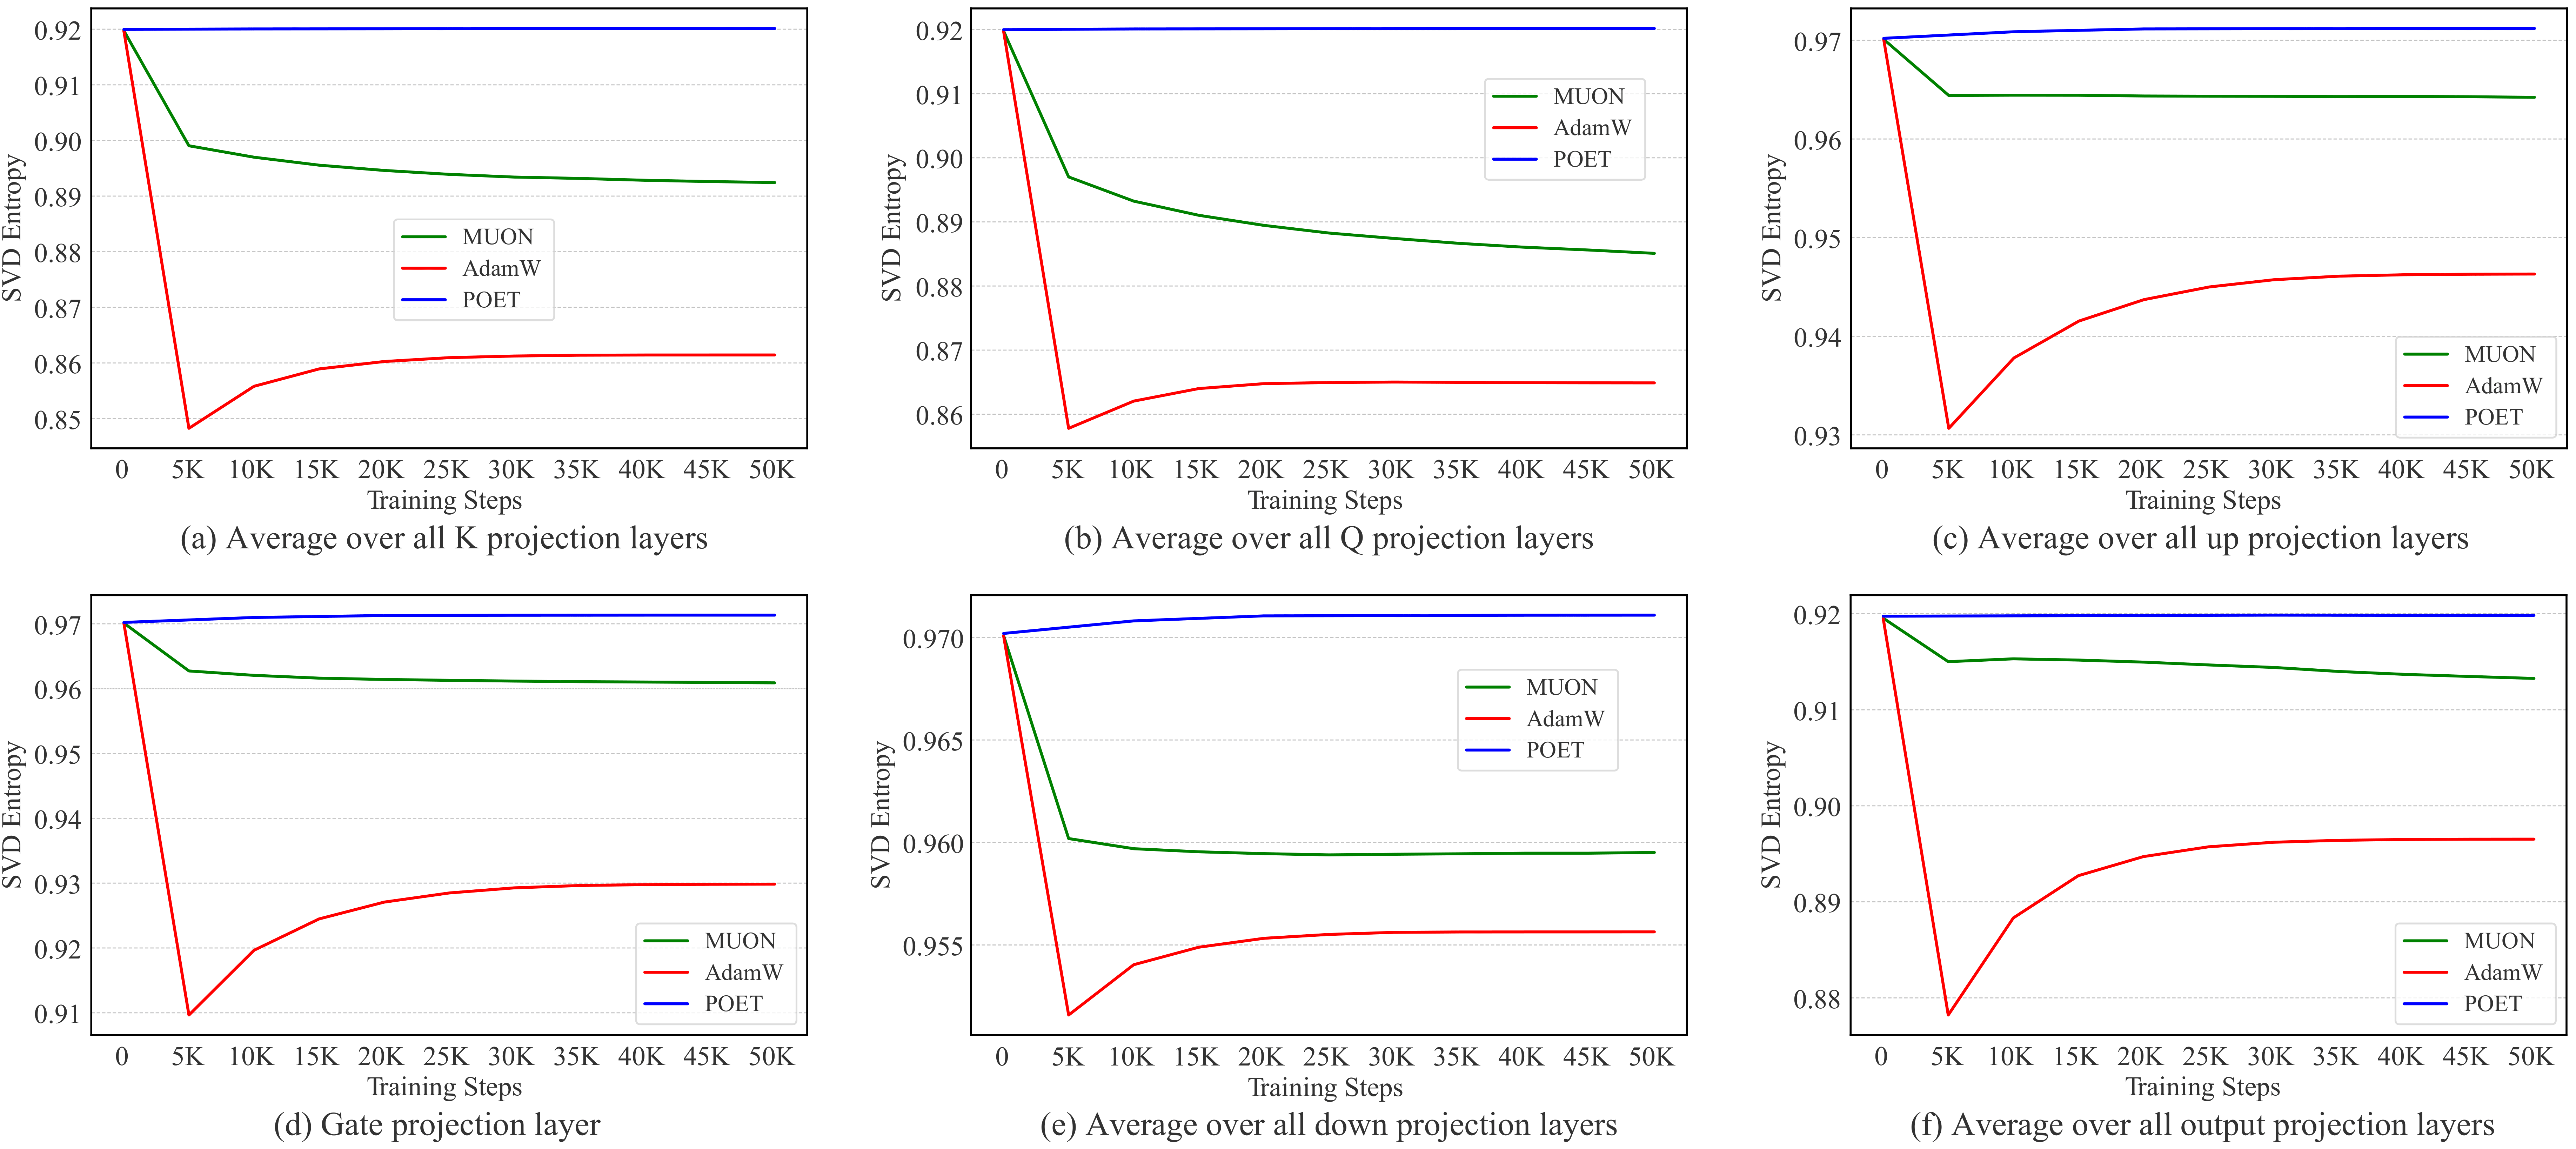 SVD Entropy
0.92
0.91
0.90
0.89
0.88
0.87
0.86
0.85
MUON
AdamW
POET
0 5K 10K 15K 20K 25K 30K 35K 40K 45K 50K
Training Steps
(a) Average over all K projection layers
SVD Entropy
0.92
0.91
0.90
0.89
0.88
0.87
0.86
MUON
AdamW
POET
0 5K 10K 15K 20K 25K 30K 35K 40K 45K 50K
Training Steps
(b) Average over all Q projection layers
SVD Entropy
0.97
0.96
0.95
0.94
0.93
MUON
AdamW
POET
0 5K 10K 15K 20K 25K 30K 35K 40K 45K 50K
Training Steps
(c) Average over all up projection layers
SVD Entropy
0.97
0.96
0.95
0.94
0.93
0.92
0.91
MUON
AdamW
POET
0 5K 10K 15K 20K 25K 30K 35K 40K 45K 50K
Training Steps
(d) Gate projection layer
SVD Entropy
0.970
0.965
0.960
0.955
MUON
AdamW
POET
0 5K 10K 15K 20K 25K 30K 35K 40K 45K 50K
Training Steps
(e) Average over all down projection layers
SVD Entropy
0.92
0.91
0.90
0.89
0.88
MUON
AdamW
POET
0 5K 10K 15K 20K 25K 30K 35K 40K 45K 50K
Training Steps
(f) Average over all output projection layers